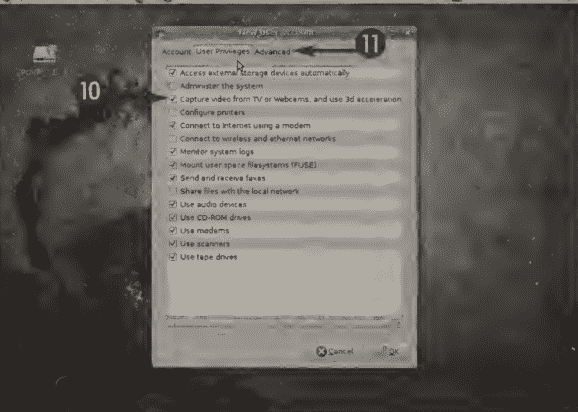 New user account
11
Account User Privileges Advanced
Access external storage devices automatically
10
Administer the system
Capture video from TV or webcams, and use 3d acceleration
Configure printers
Connect to Internet using a modem
Connect to wireless and ethernet networks
Monitor system logs
Mount user space filesystems (FUSE)
Send and receive faxes
Share files with the local network
Use audio devices
Use CD-ROM drives
Use modems
Use scanners
Use tape drives
Cancel OK